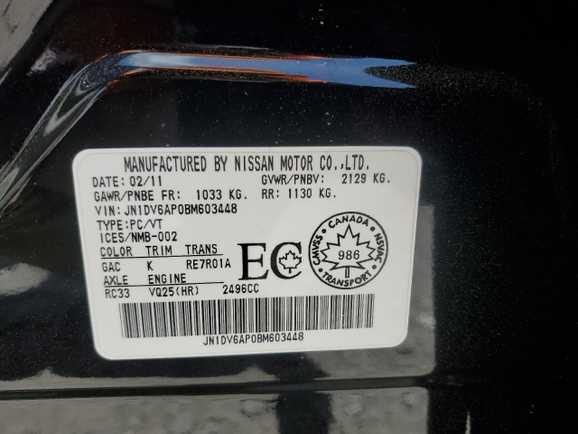 MANUFACTURED BY NISSAN MOTOR CO.,LTD.
DATE: 02/11 GVWR/PNBV: 2129 KG.
GAWR/PNBE FR: 1033 KG. RR: 1130 KG.
VIN: JN1DV6AP0BM603448
TYPE: PC/VT
ICES/NMB-002
COLOR TRIM TRANS
GAC K RE7R01A
AXLE ENGINE
RC33 VQ25(HR) 2496CC
EC
CANADA
CMVSS 986 NSVAC
TRANSPORT
JN1DV6AP0BM603448